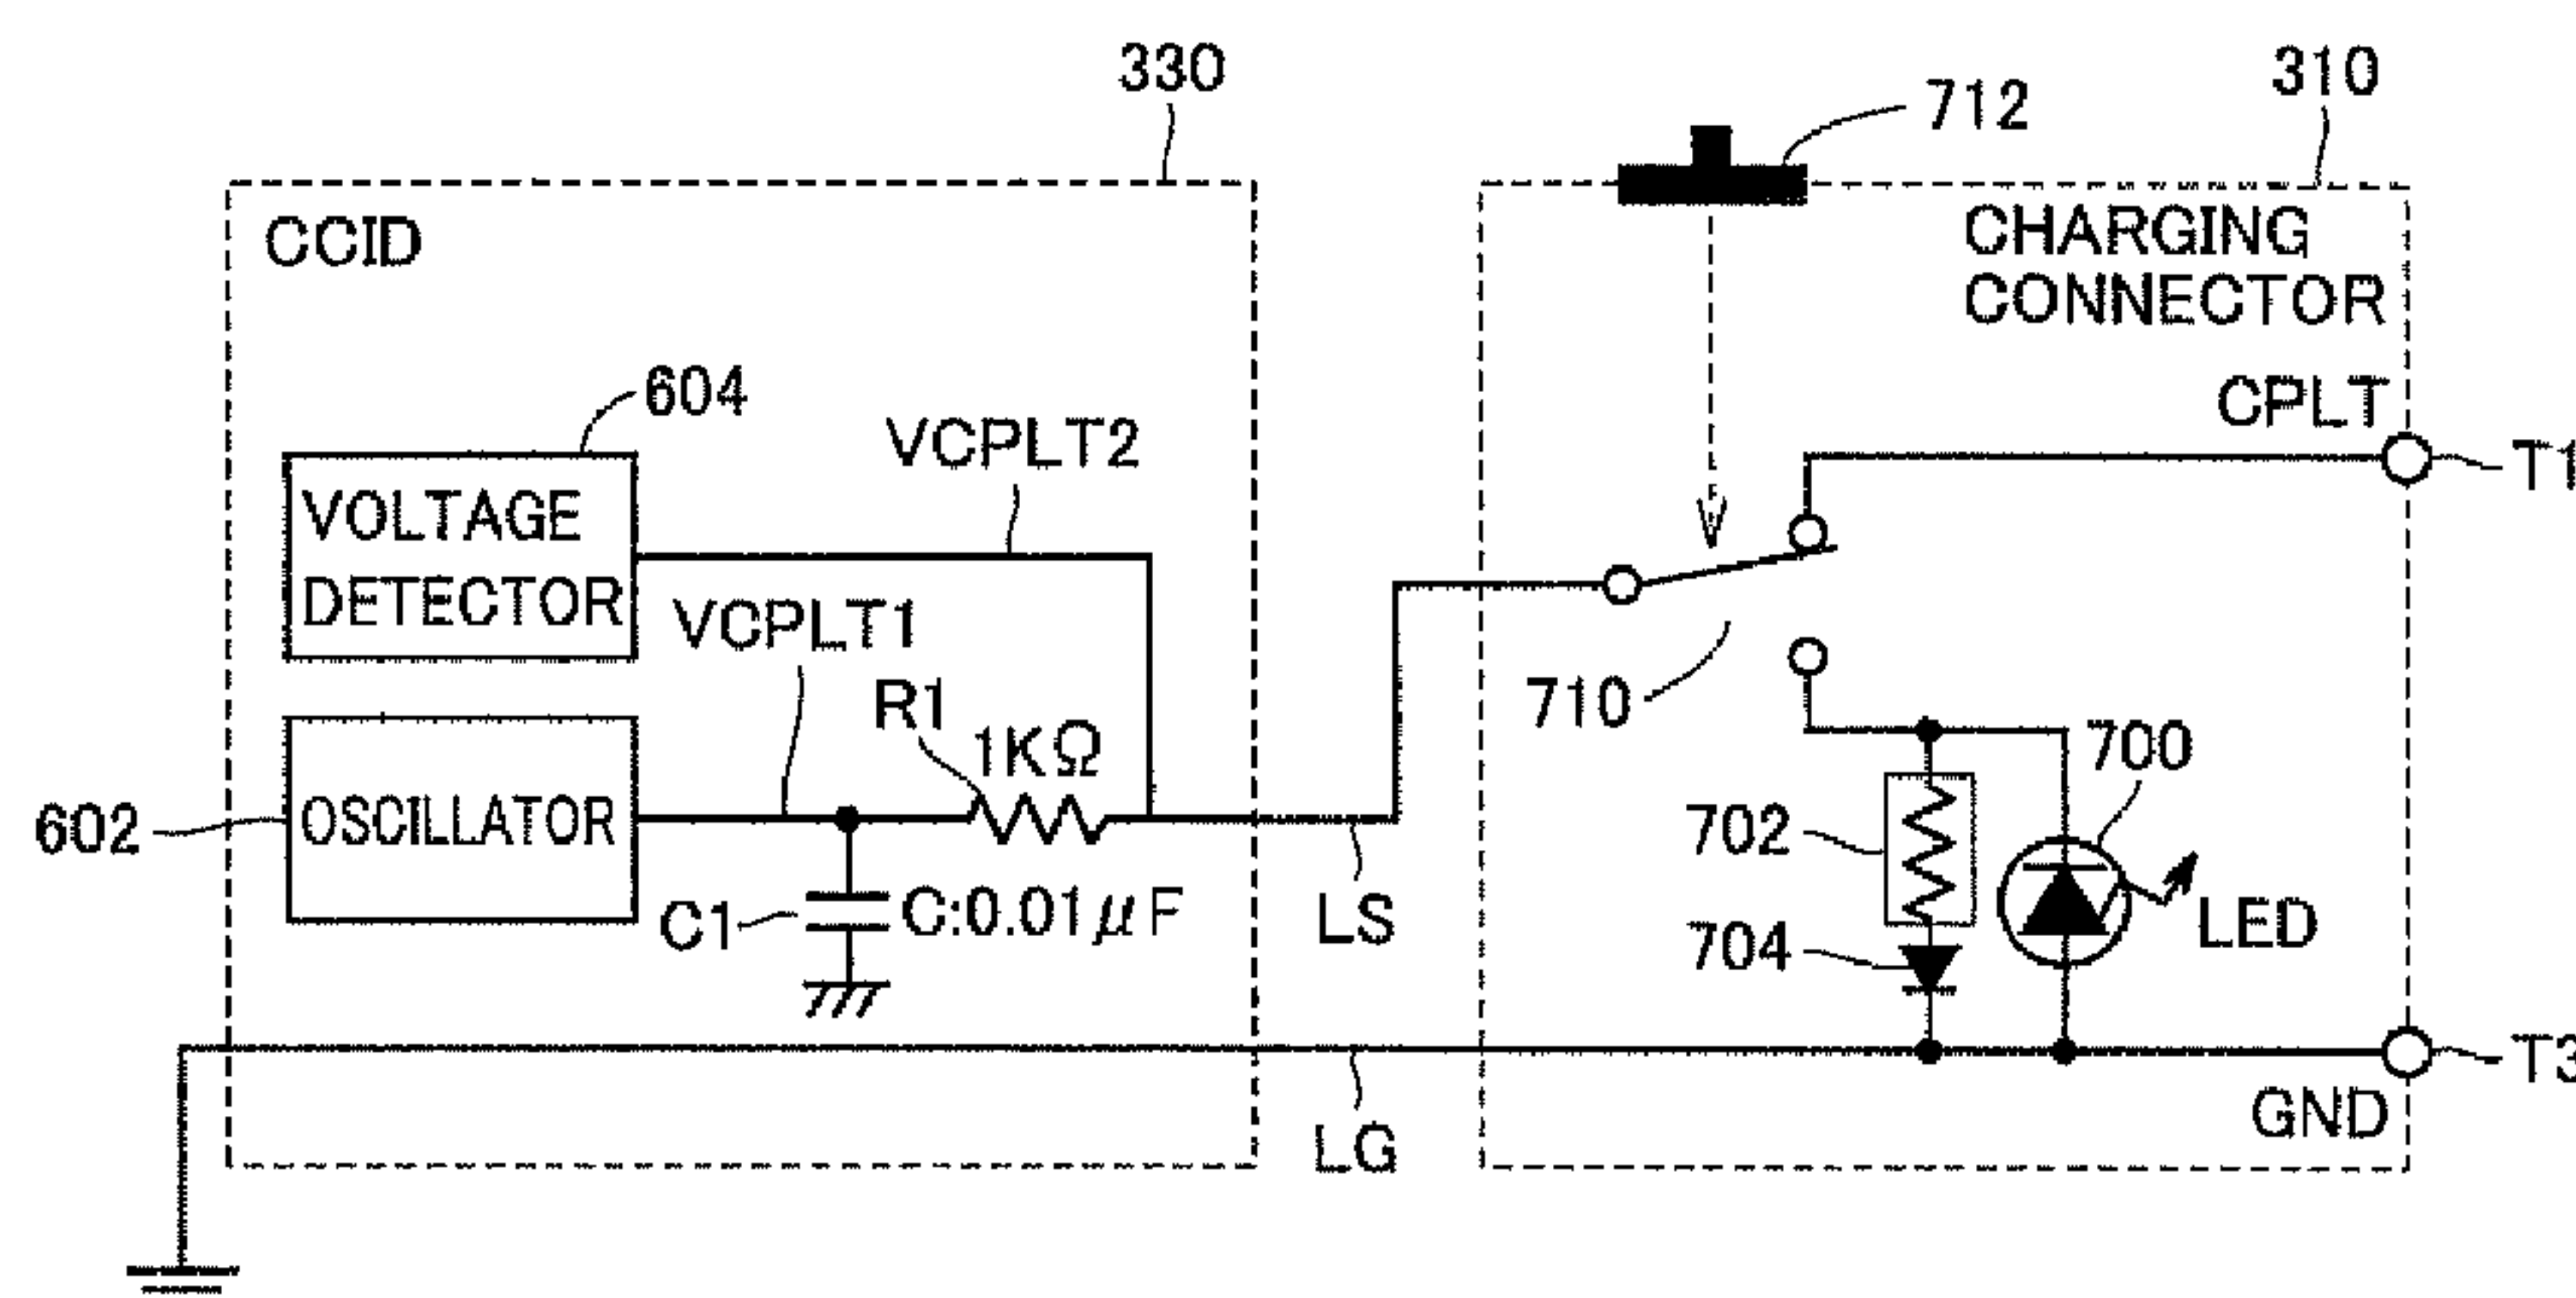 330
310
712
CCID
CHARGING
CONNECTOR
604
CPLT
VCPLT2
T1
VOLTAGE
DETECTOR
VCPLT1
R1
1KΩ
710
700
602
OSCILLATOR
702
C1
C:0.01μF
LS
704
LED
T3
LG
GND